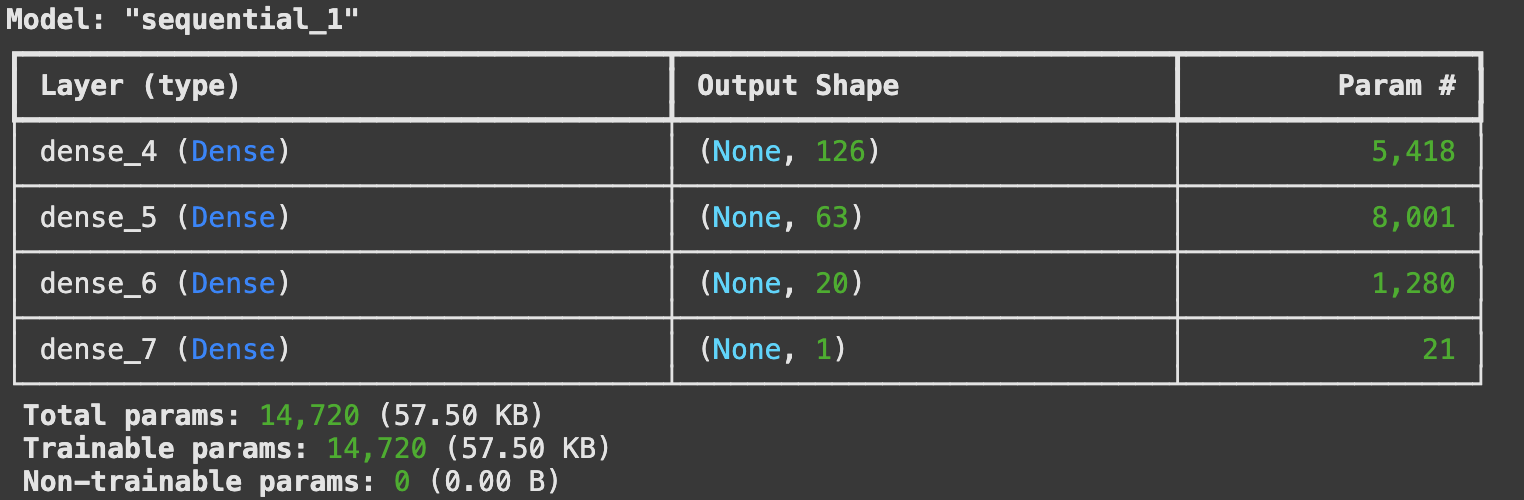 Model: "sequential_1"
Layer (type) Output Shape Param #
dense_4 (Dense) (None, 126) 5,418
dense_5 (Dense) (None, 63) 8,001
dense_6 (Dense) (None, 20) 1,280
dense_7 (Dense) (None, 1) 21
Total params: 14,720 (57.50 KB)
Trainable params: 14,720 (57.50 KB)
Non-trainable params: 0 (0.00 B)